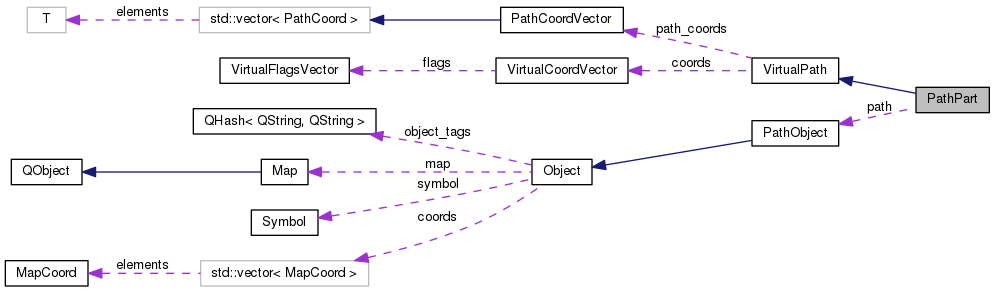 elements
T
std::vector< PathCoord >
PathCoordVector
path_coords
VirtualFlagsVector
flags
VirtualCoordVector
coords
VirtualPath
PathPart
path
QHash< QString, QString >
object_tags
PathObject
QObject
Map
map
Object
symbol
Symbol
coords
MapCoord
elements
std::vector< MapCoord >